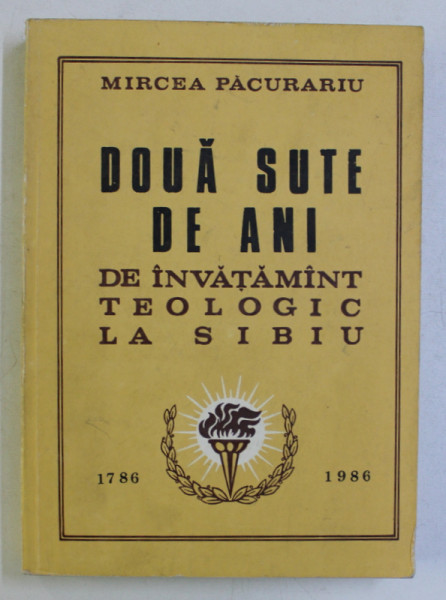 MIRCEA PĂCURARIU
DOUĂ SUTE
DE ANI
DE ÎNVĂȚĂMÎNT
TEOLOGIC
LA SIBIU
1786 1986